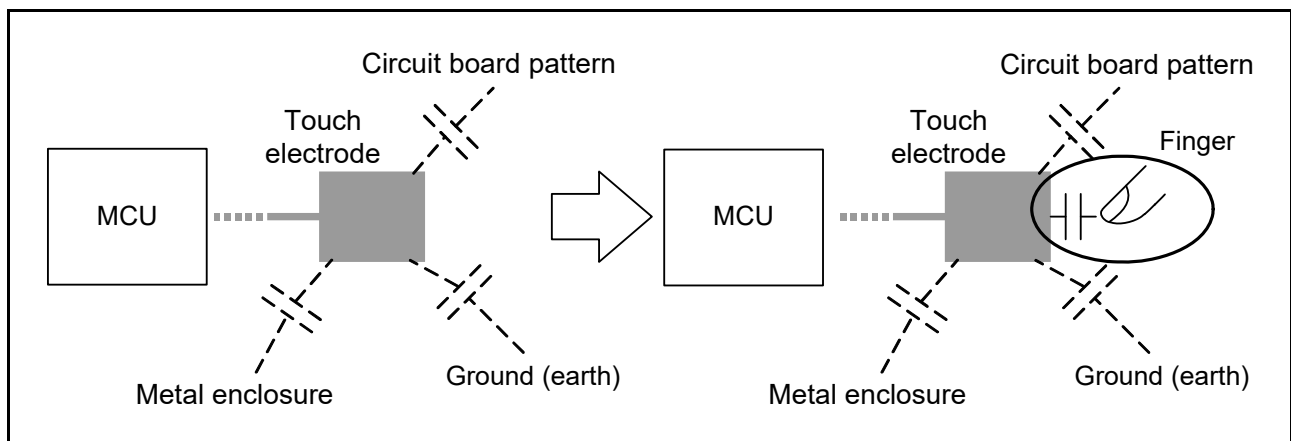 Circuit board pattern
Touch
electrode
MCU
Metal enclosure
Ground (earth)
Circuit board pattern
Touch
electrode
Finger
MCU
Metal enclosure
Ground (earth)